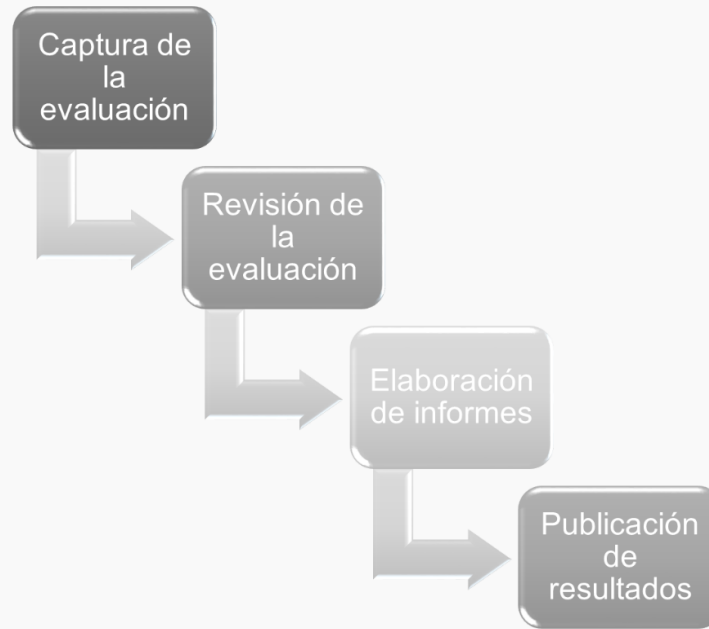 Captura de
la
evaluación
Revisión de
la
evaluación
Elaboración
de informes
Publicación
de
resultados